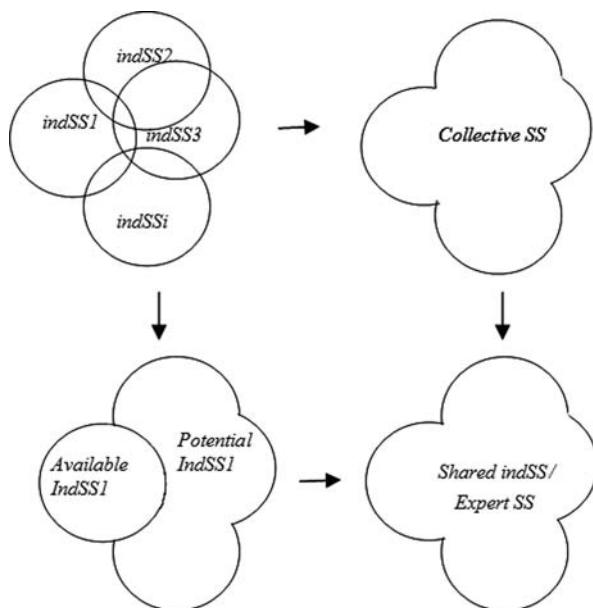 indSS2
indSS1
indSS3
indSSi
Collective SS
Available
IndSS1
Potential
IndSS1
Shared indSS/
Expert SS